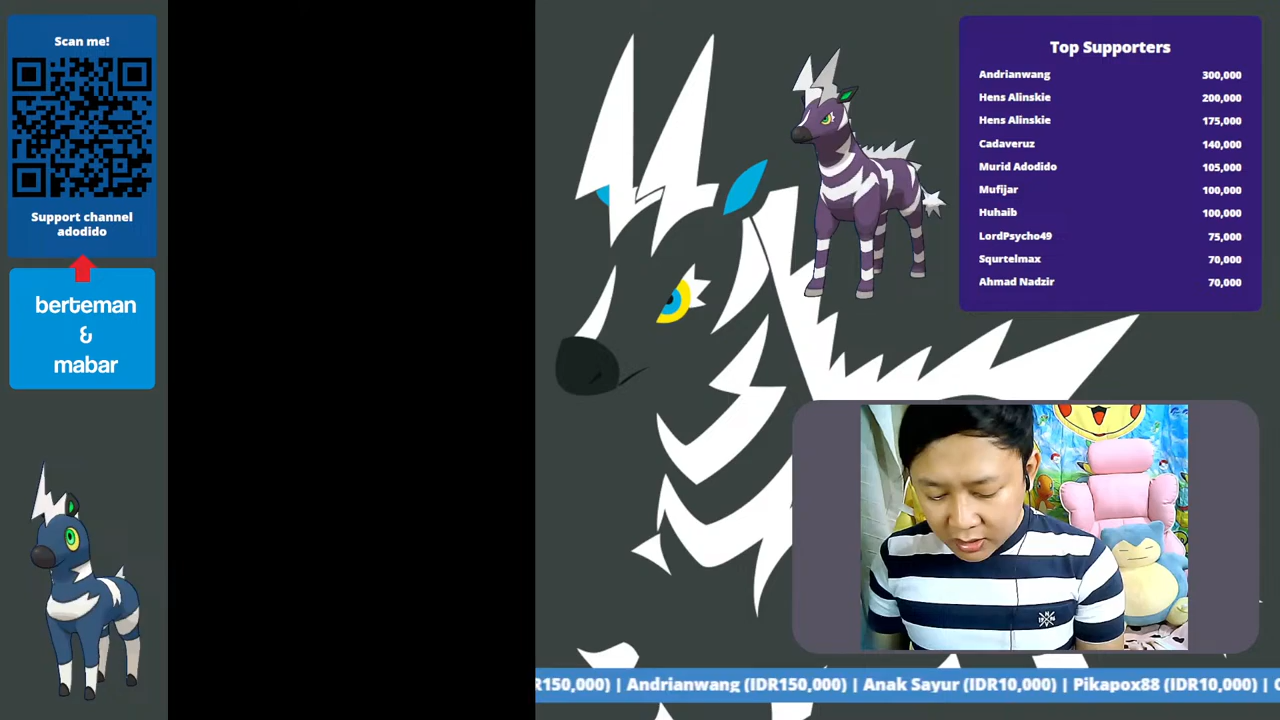 Scan me!
Support channel
adodido
berteman
&
mabar
Top Supporters
Andrianwang 300,000
Hens Alinskie 200,000
Hens Alinskie 175,000
Cadaveruz 140,000
Murid Adodido 105,000
Mufijar 100,000
Huhaib 100,000
LordPsycho49 75,000
Squrtelmax 70,000
Ahmad Nadzir 70,000
R150,000) | Andrianwang (IDR150,000) | Anak Sayur (IDR10,000) | Pikapox88 (IDR10,000) |